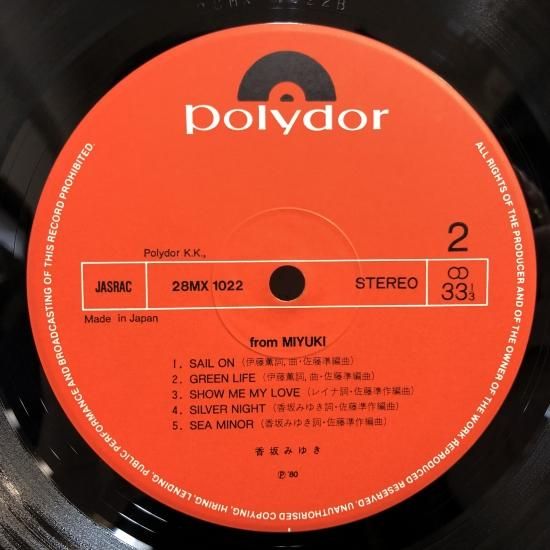 polydor
2
Polydor K.K.,
JASRAC
28MX 1022
STEREO
33 1/3
Made in Japan
from MIYUKI
1. SAIL ON (伊藤薫詞,曲・佐藤準編曲)
2. GREEN LIFE (伊藤薫詞,曲・佐藤準編曲)
3. SHOW ME MY LOVE (レイナ詞・佐藤準作編曲)
4. SILVER NIGHT (香坂みゆき詞・佐藤準作編曲)
5. SEA MINOR (香坂みゆき詞・佐藤準作編曲)
香坂みゆき
Ⓟ '80
ALL RIGHTS OF THE PRODUCER AND OF THE OWNER OF THE WORK REPRODUCED RESERVED. UNAUTHORISED COPYING, HIRING, LENDING, PUBLIC PERFORMANCE AND BROADCASTING OF THIS RECORD PROHIBITED.